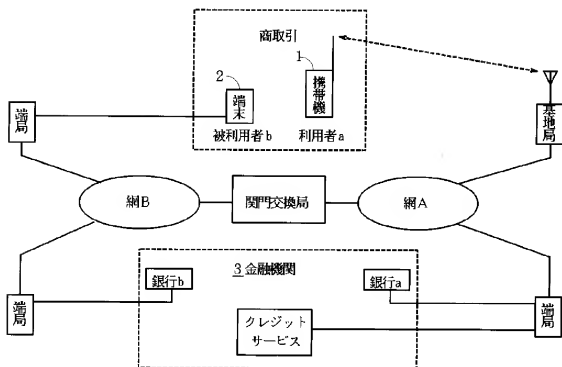 商取引
1
携帯機
2
端末
被利用者b
利用者a
端局
基地局
網B
関門交換局
網A
3 金融機関
銀行b
銀行a
端局
クレジット
サービス
端局